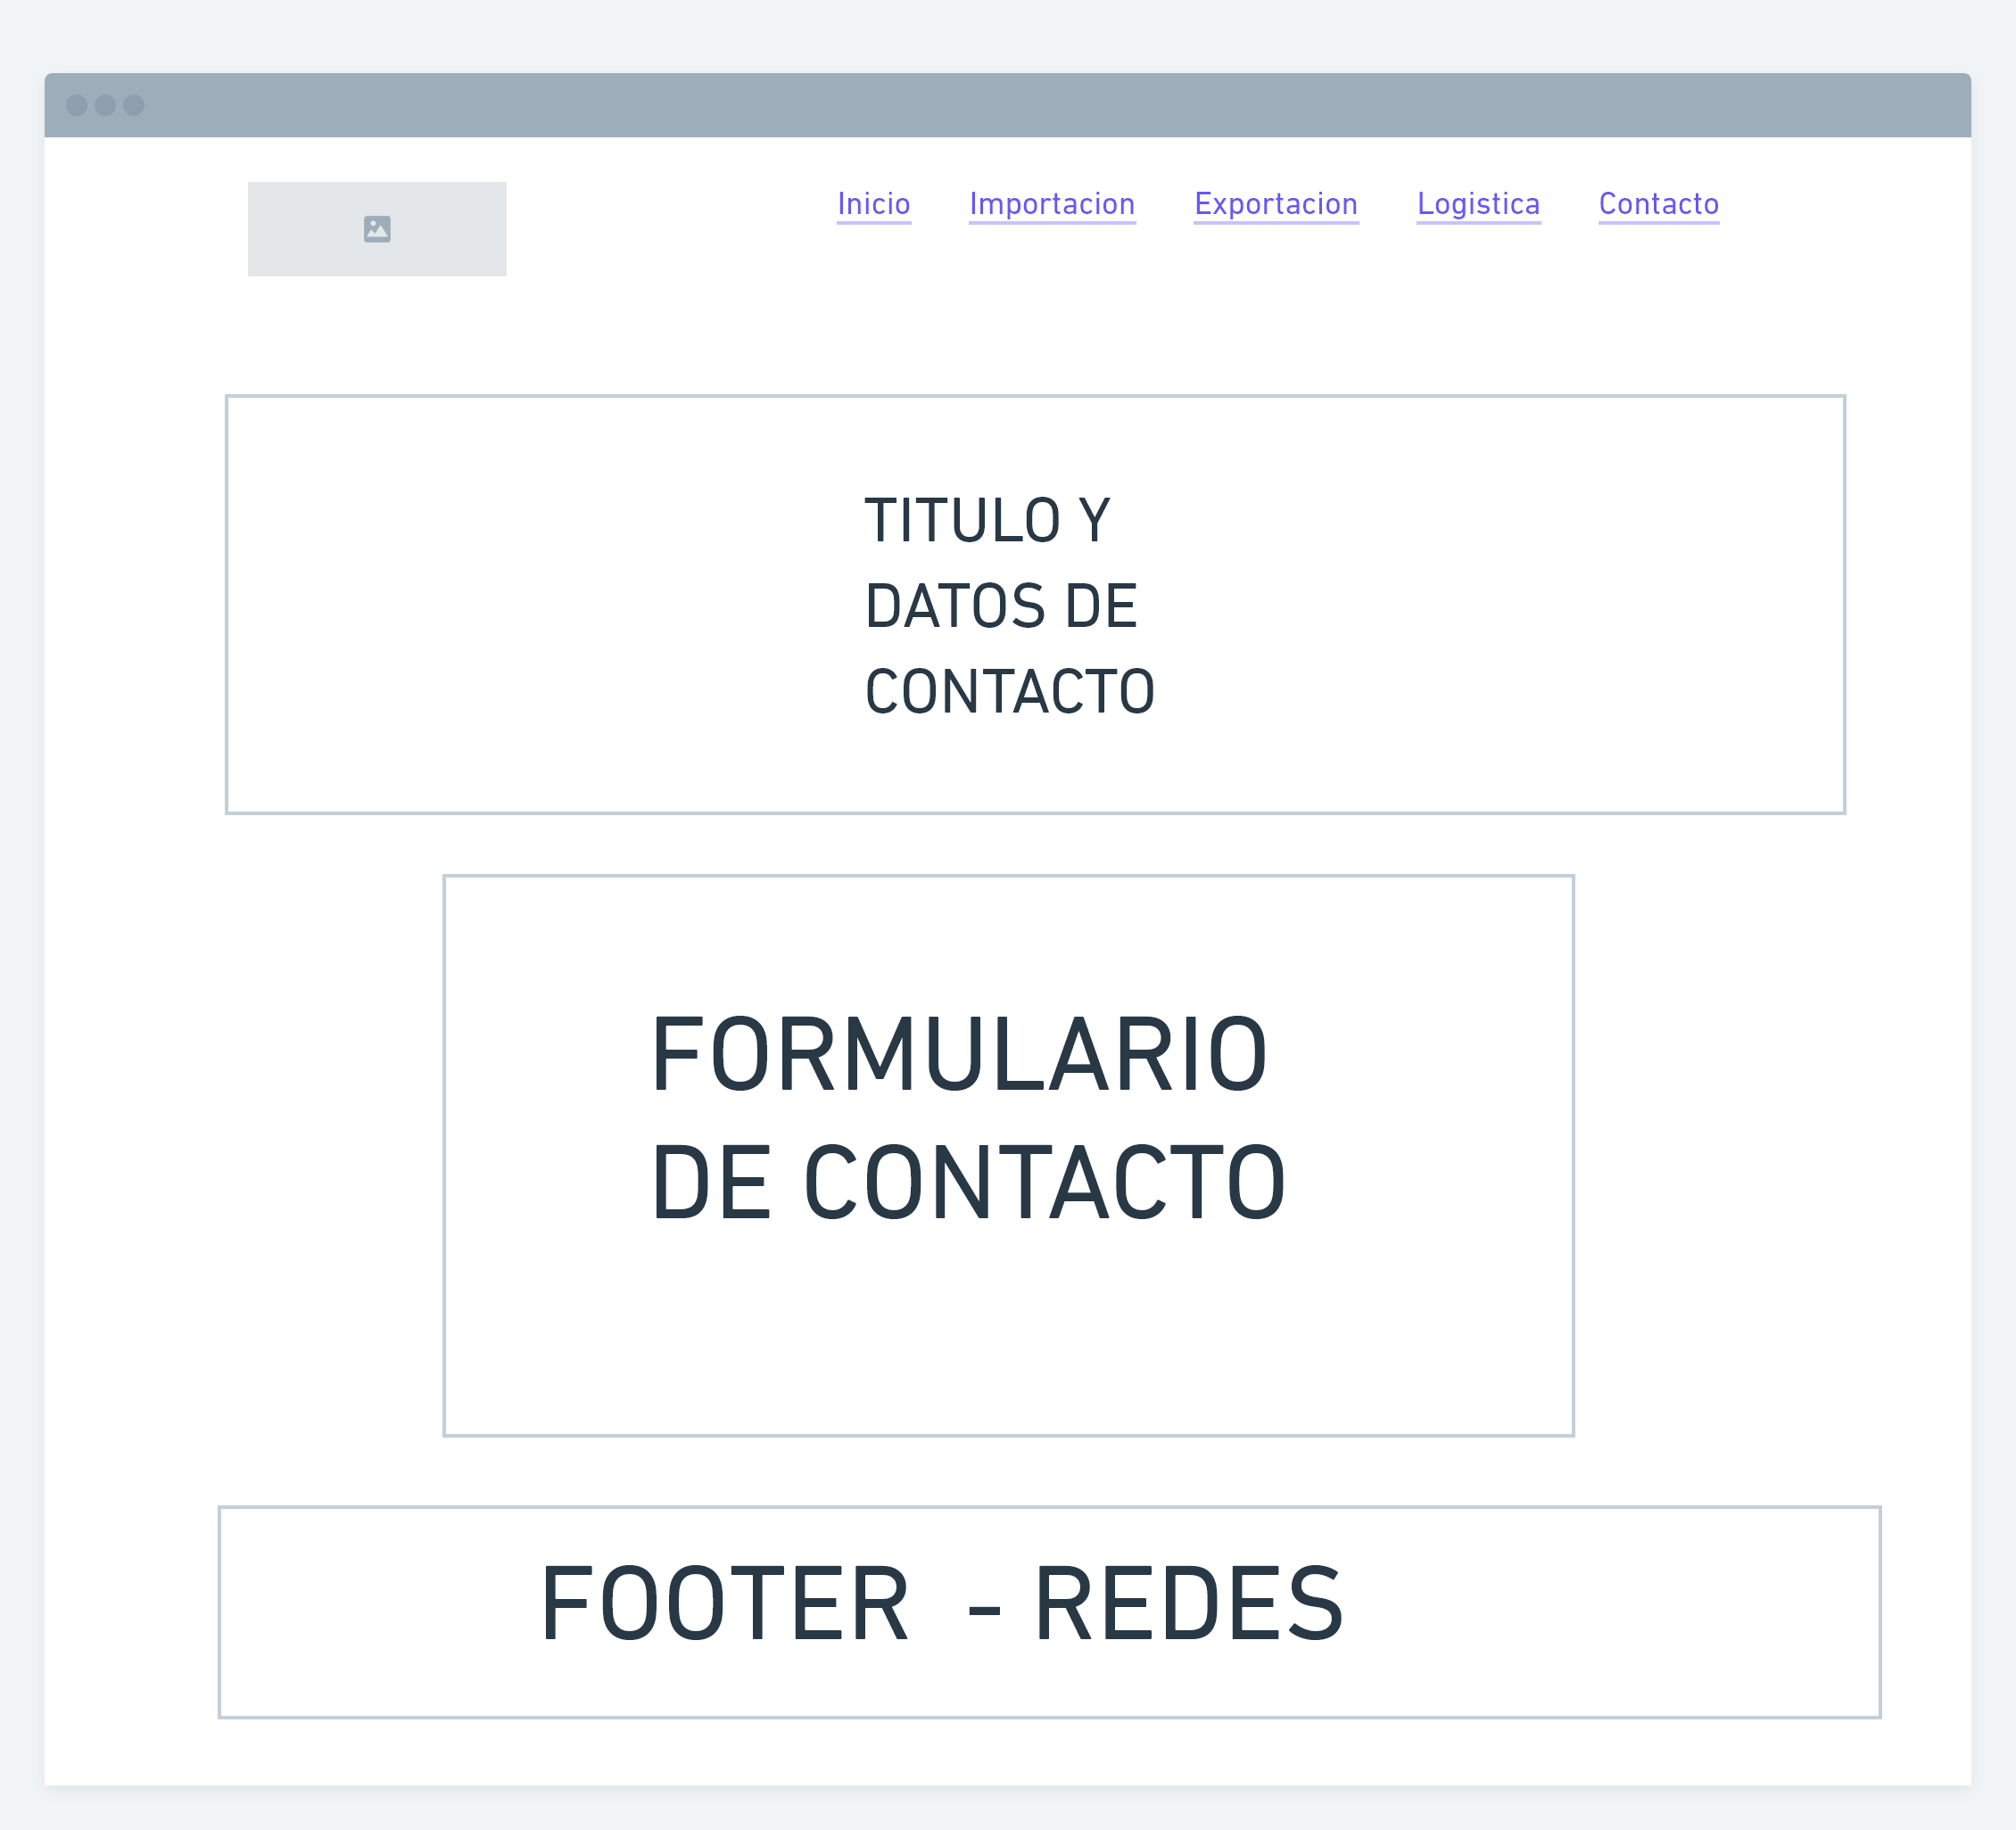 Inicio Importacion Exportacion Logistica Contacto
TITULO Y
DATOS DE
CONTACTO
FORMULARIO
DE CONTACTO
FOOTER - REDES